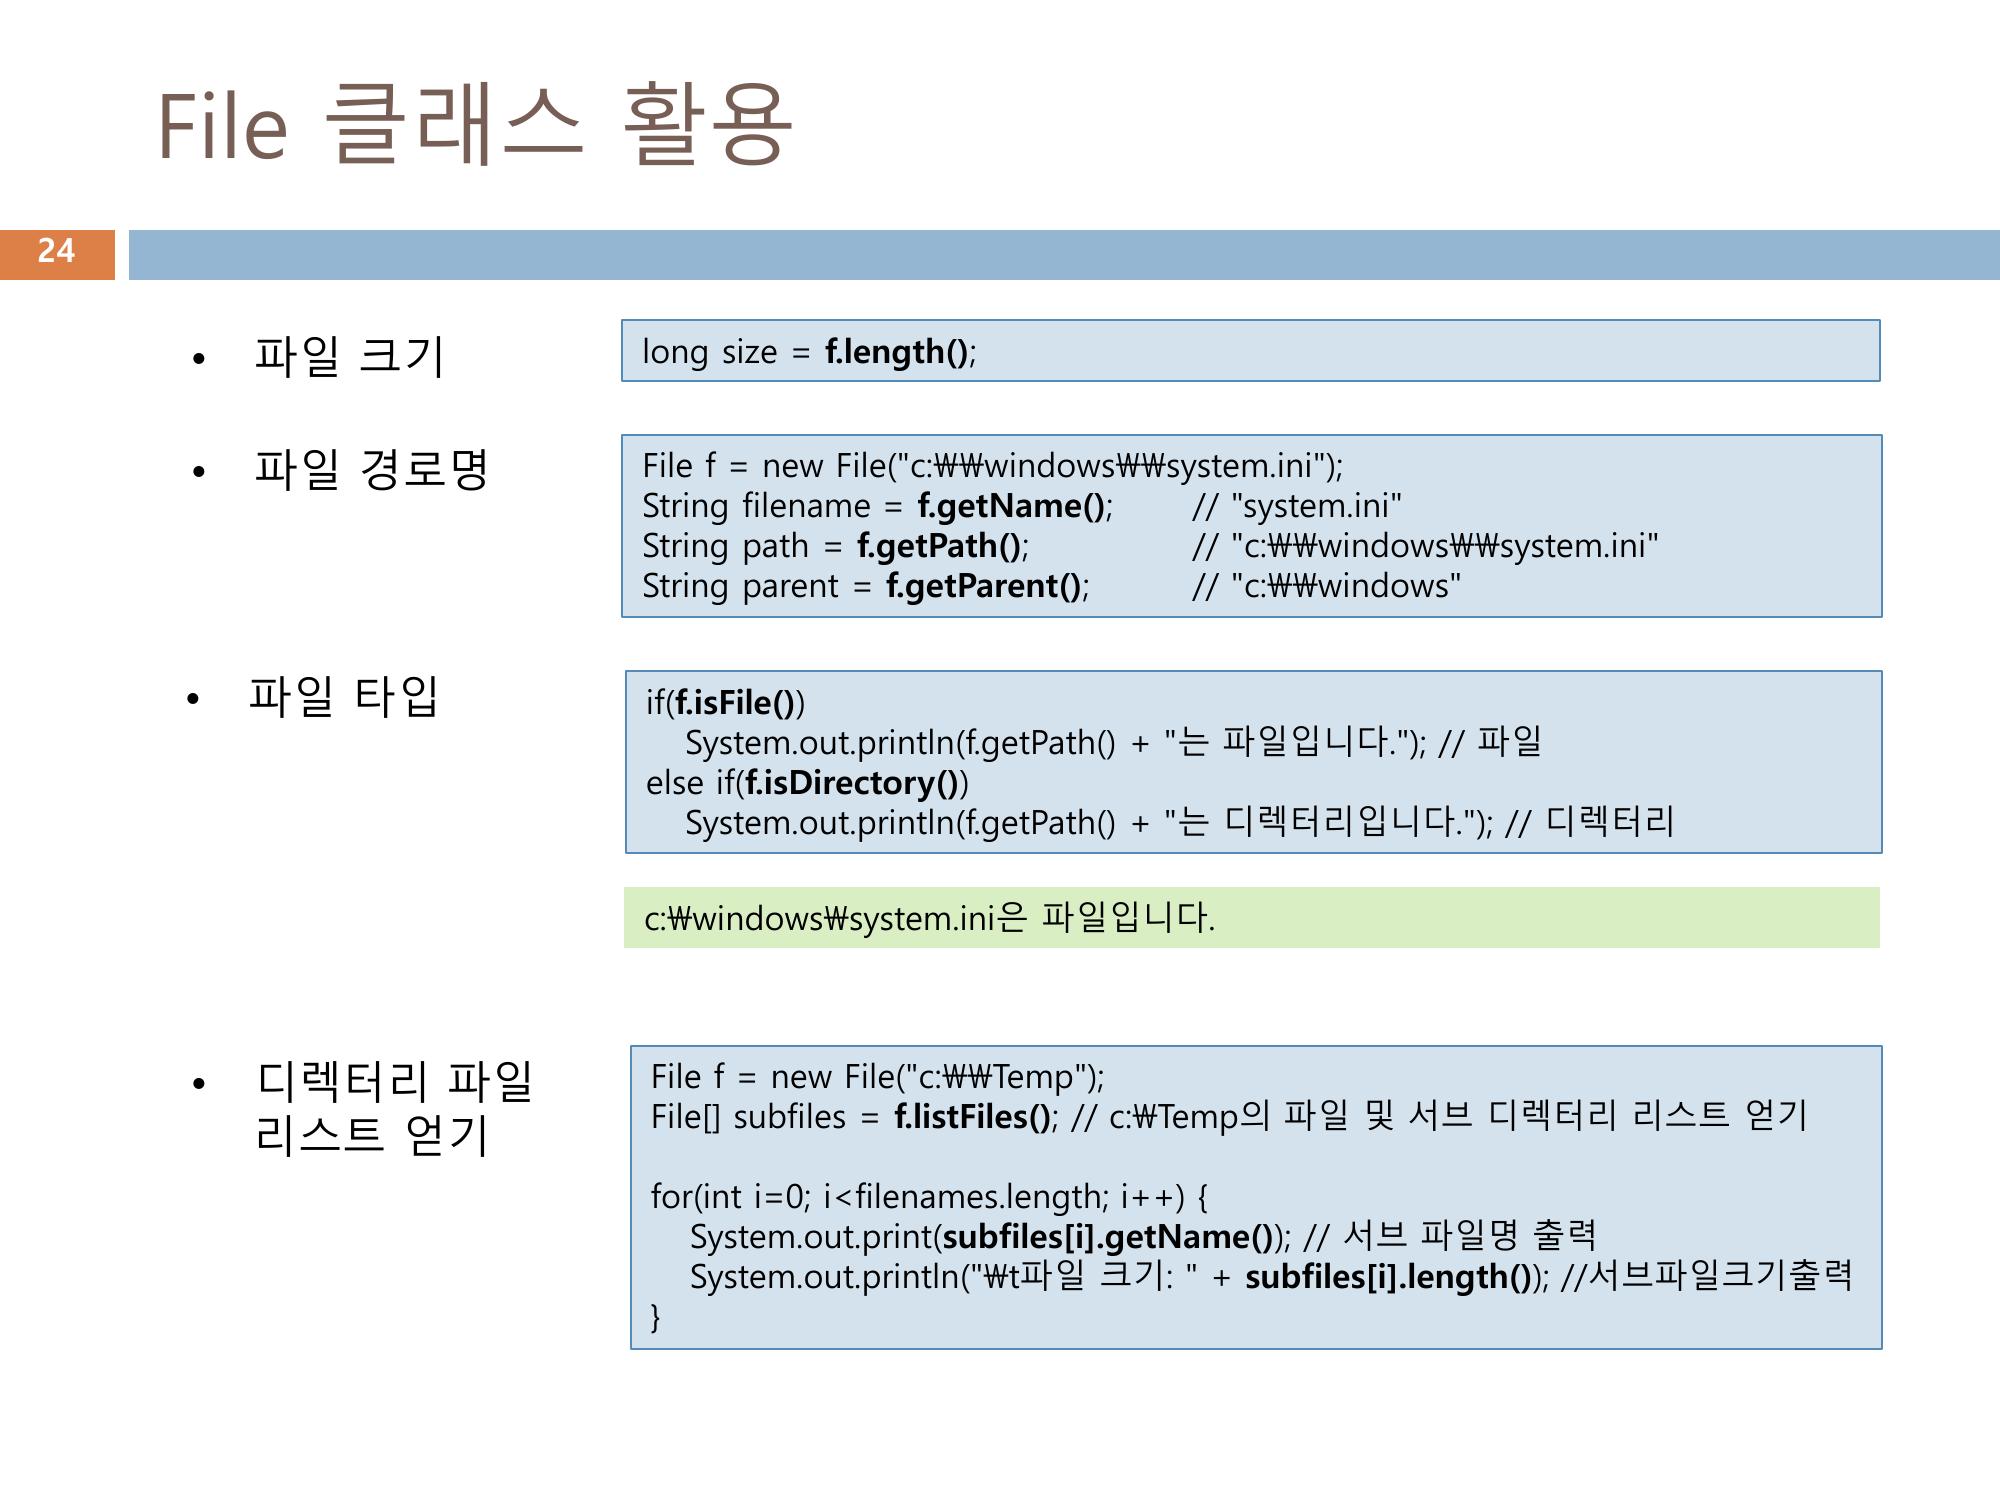 File 클래스 활용
24
• 파일 크기
long size = f.length();
• 파일 경로명
File f = new File("c:₩₩windows₩₩system.ini");
String filename = f.getName(); // "system.ini"
String path = f.getPath(); // "c:₩₩windows₩₩system.ini"
String parent = f.getParent(); // "c:₩₩windows"
• 파일 타입
if(f.isFile())
System.out.println(f.getPath() + "는 파일입니다."); // 파일
else if(f.isDirectory())
System.out.println(f.getPath() + "는 디렉터리입니다."); // 디렉터리
c:₩windows₩system.ini은 파일입니다.
• 디렉터리 파일
리스트 얻기
File f = new File("c:₩₩Temp");
File[] subfiles = f.listFiles(); // c:₩Temp의 파일 및 서브 디렉터리 리스트 얻기
for(int i=0; i<filenames.length; i++) {
System.out.print(subfiles[i].getName()); // 서브 파일명 출력
System.out.println("₩t파일 크기: " + subfiles[i].length()); //서브파일크기출력
}